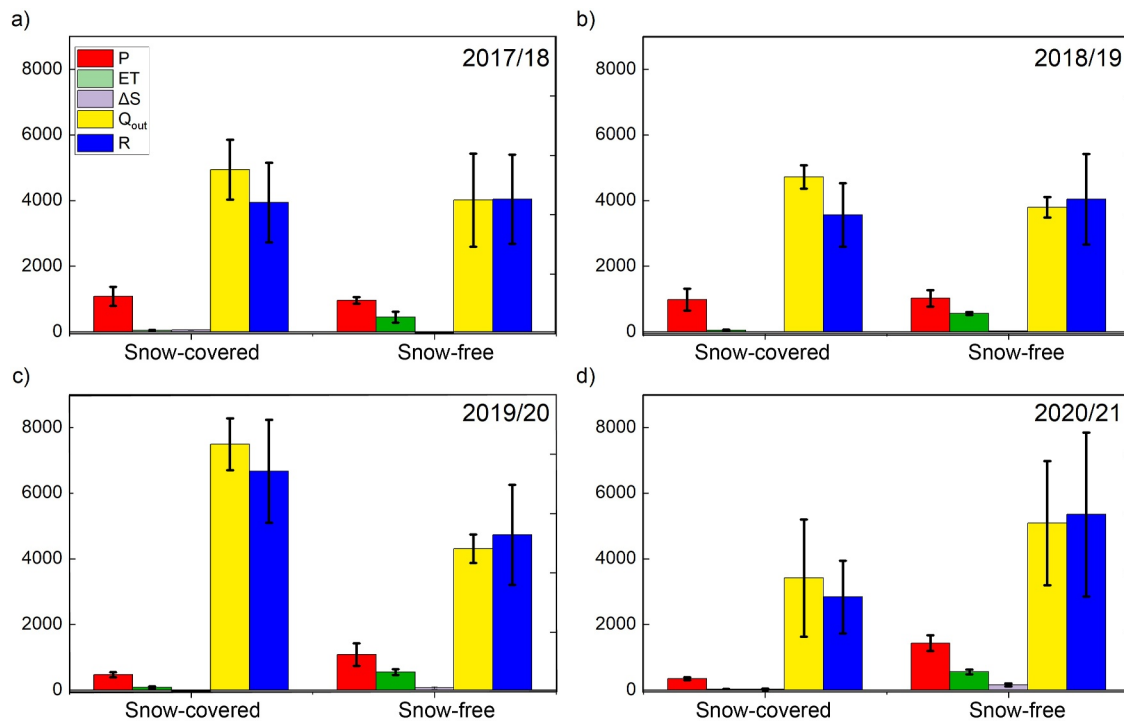 a)
2017/18
8000
6000
4000
2000
0
P
ET
ΔS
Qout
R
Snow-covered
Snow-free
b)
2018/19
8000
6000
4000
2000
0
Snow-covered
Snow-free
c)
2019/20
8000
6000
4000
2000
0
Snow-covered
Snow-free
d)
2020/21
8000
6000
4000
2000
0
Snow-covered
Snow-free